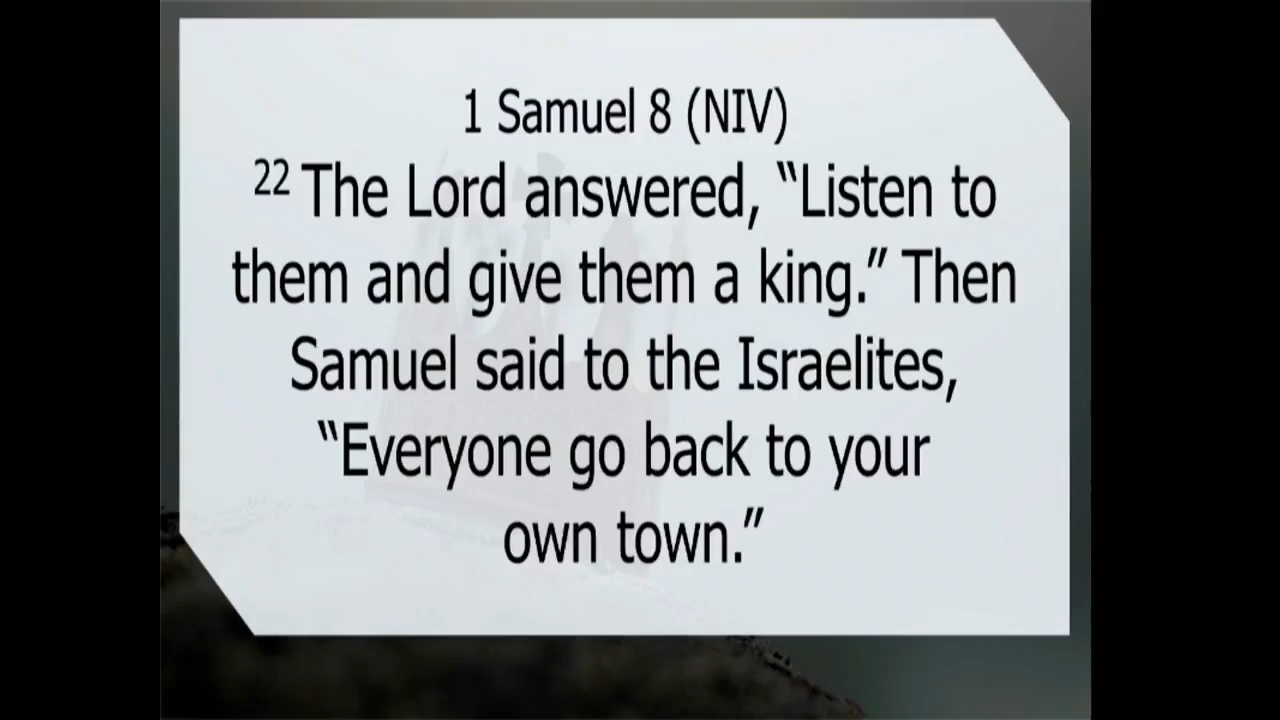 1 Samuel 8 (NIV)
22 The Lord answered, “Listen to
them and give them a king.” Then
Samuel said to the Israelites,
“Everyone go back to your
own town.”